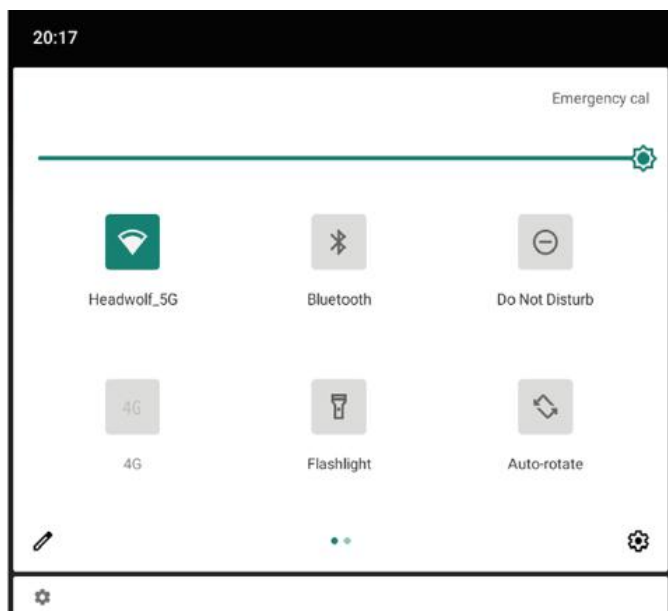 20:17
Emergency cal
Headwolf_5G
Bluetooth
Do Not Disturb
4G
4G
Flashlight
Auto-rotate